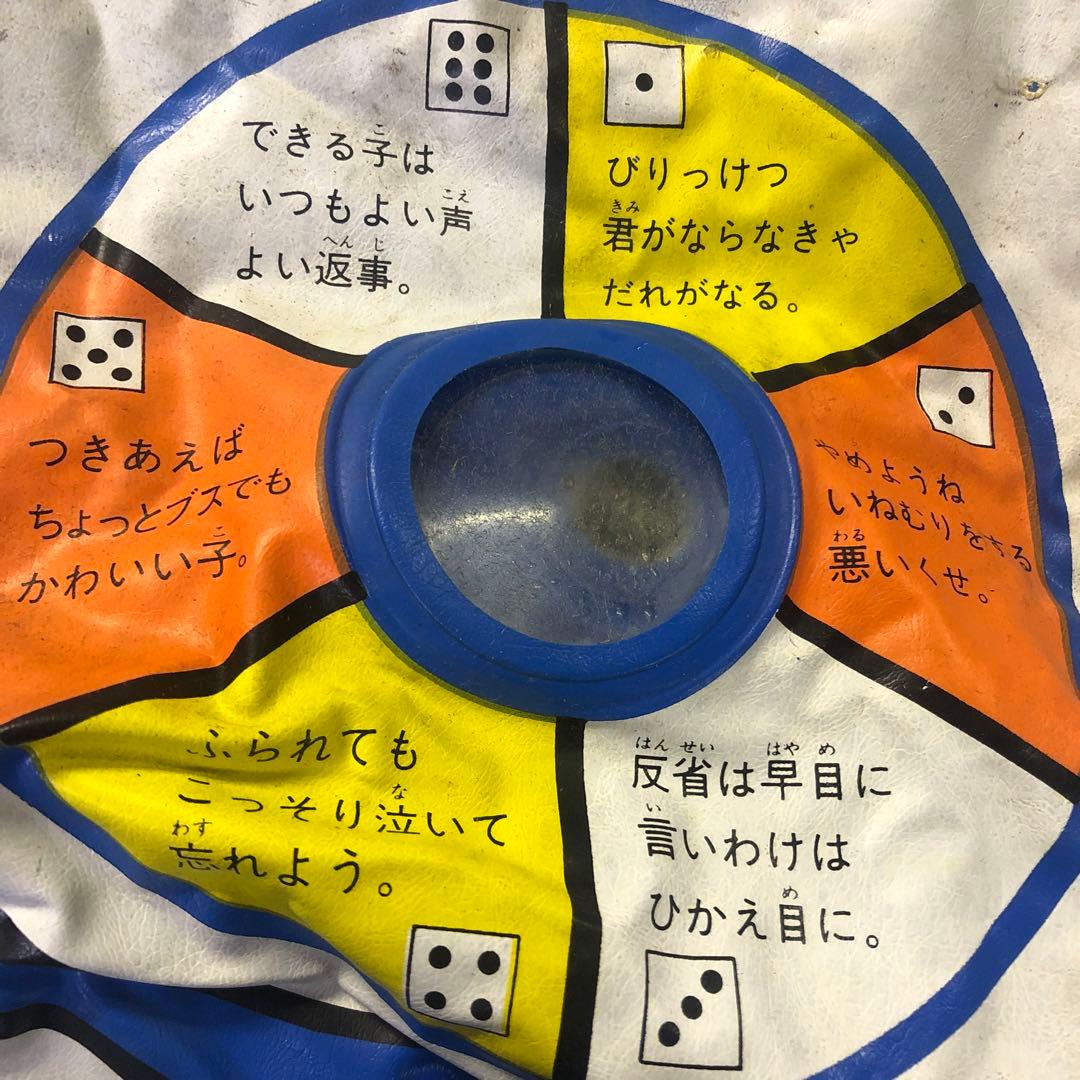 びりっけつ
君がならなきゃ
だれがなる。
やめようね
いねむりをする
悪いくせ。
反省は早目に
言いわけは
ひかえ目に。
ふられても
こっそり泣いて
忘れよう。
つきあえば
ちょっとブスでも
かわいい子。
できる子は
いつもよい声
よい返事。